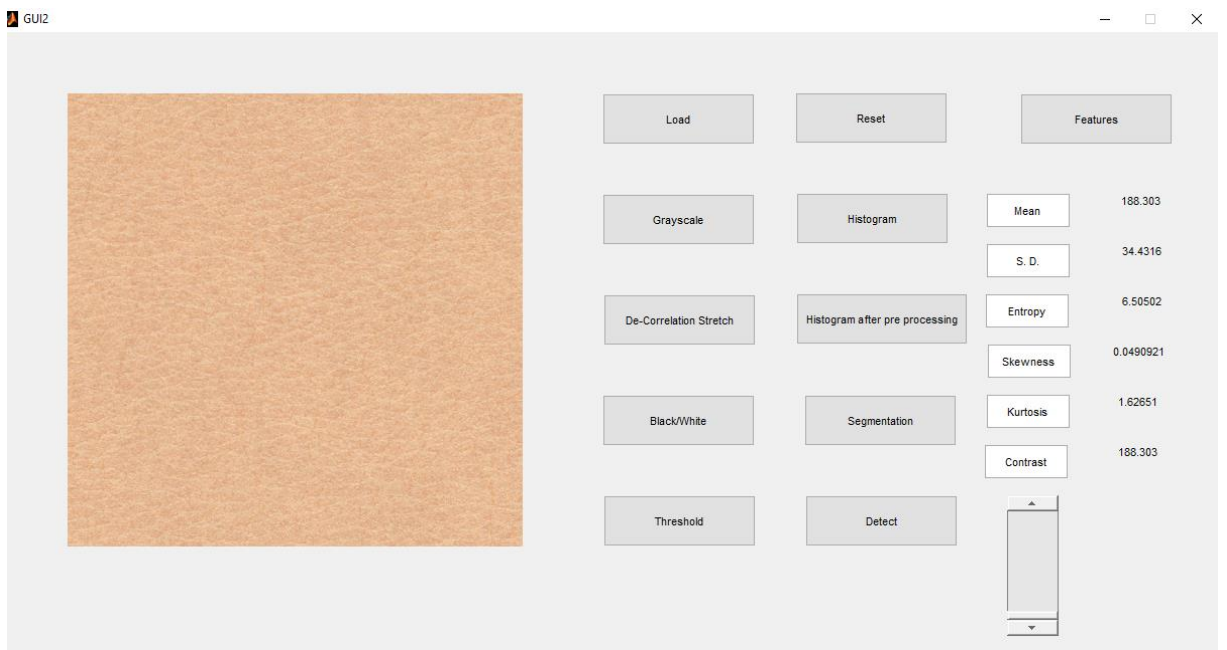 GUI2
Load
Reset
Features
Grayscale
Histogram
Mean
188.303
S. D.
34.4316
De-Correlation Stretch
Histogram after pre processing
Entropy
6.50502
Skewness
0.0490921
Black/White
Segmentation
Kurtosis
1.62651
Contrast
188.303
Threshold
Detect